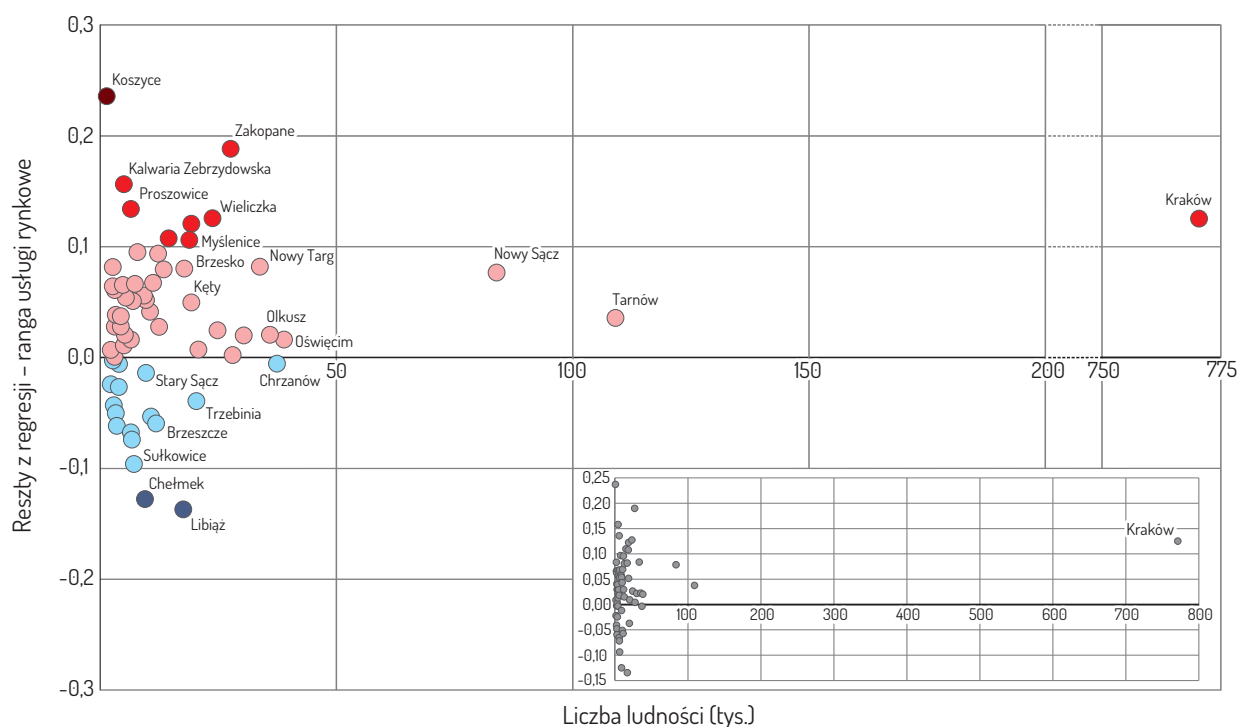 0,3
0,2
0,1
0,0
-0,1
-0,2
-0,3
Reszty z regresji – ranga usługi rynkowe
Koszyce
Zakopane
Kalwaria Zebrzydowska
Proszowice
Wieliczka
Kraków
Myślenice
Brzesko
Nowy Targ
Nowy Sącz
Kęty
Tarnów
Olkusz
Oświęcim
50
100
150
200
750
775
Stary Sącz
Chrzanów
Trzebinia
Brzeszcze
Sułkowice
Chełmek
Libiąż
0,25
0,20
0,15
0,10
0,05
0,00
-0,05
-0,10
-0,15
Kraków
100
200
300
400
500
600
700
800
Liczba ludności (tys.)